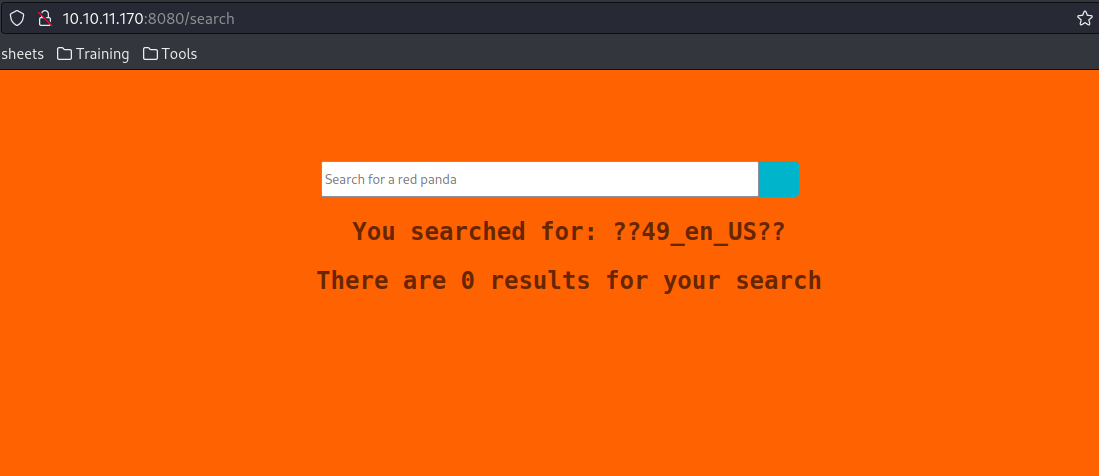 10.10.11.170:8080/search
sheets Training Tools
Search for a red panda
You searched for: ??49_en_US??
There are 0 results for your search